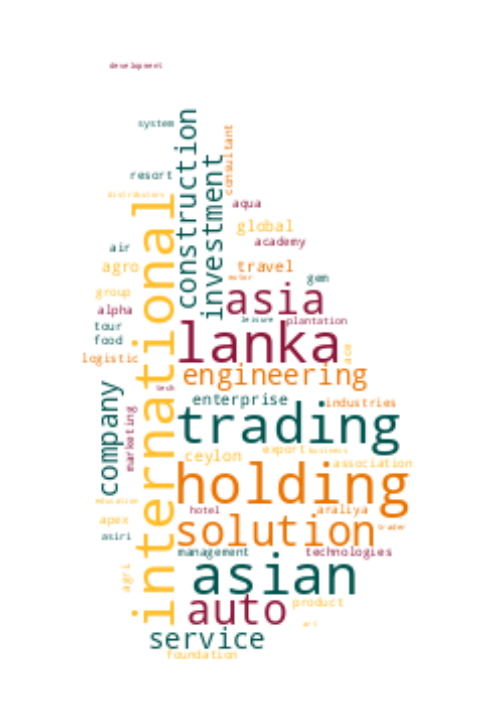 development
system
construction
consultant
investment
resort
distributors
international
aqua
global
academy
air
agro
travel
motor
gem
group
alpha
asia
leisure
plantation
tour
food
lanka
logistic
acm
engineering
tech
company
enterprise
industries
marketing
trading
ceylon
export
business
association
holding
education
hotel
araliya
apex
solution
trader
asiri
management
technologies
asian
agri
auto
product
art
service
foundation